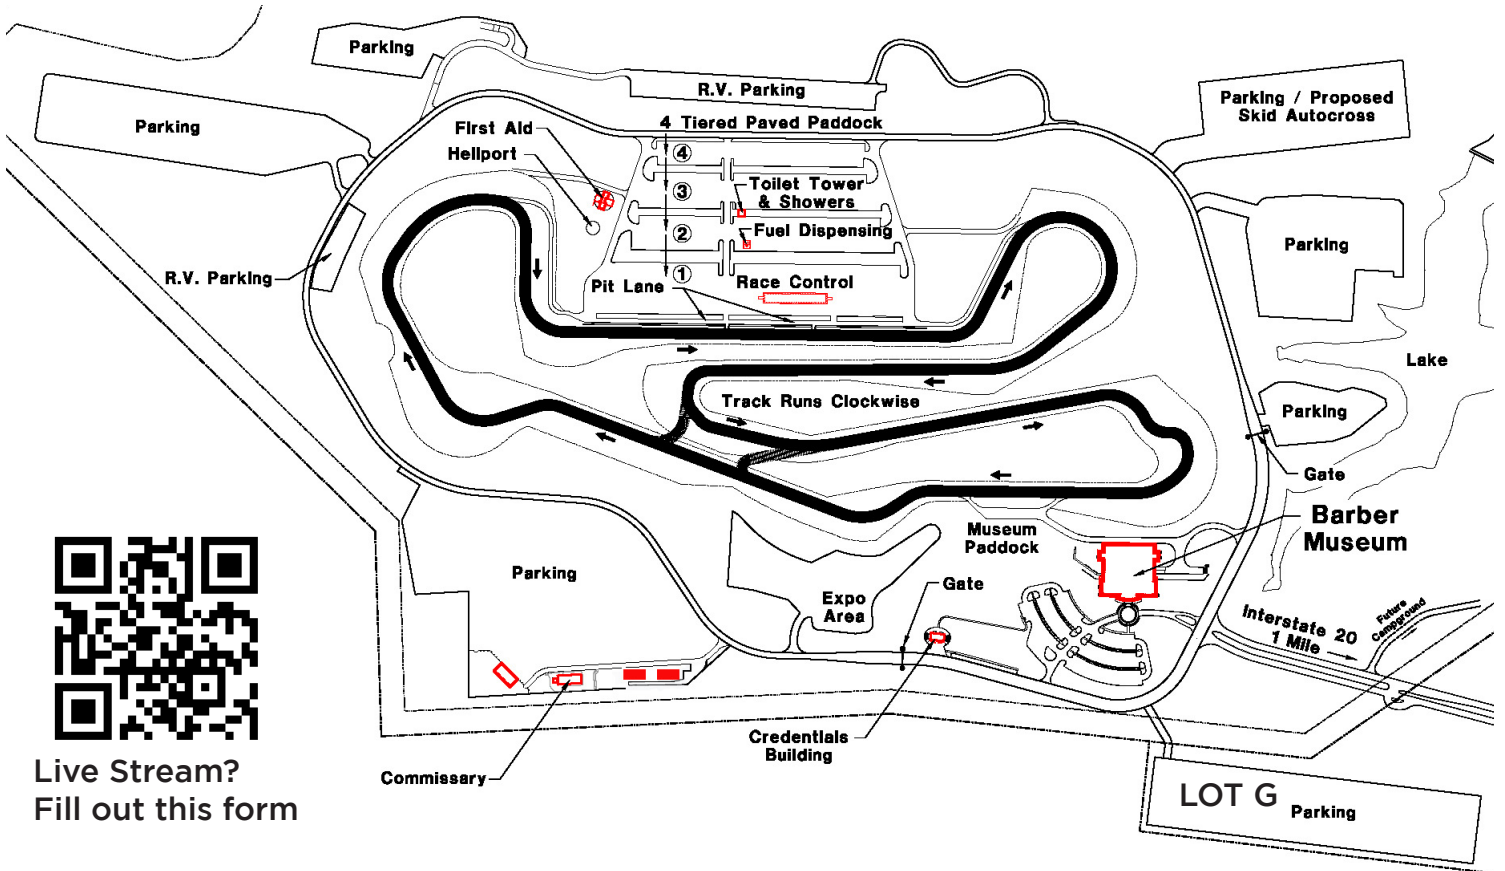 Parking
R.V. Parking
Parking / Proposed
Skid Autocross
Parking
First Aid
Heliport
4 Tiered Paved Paddock
4
3
Toilet Tower
& Showers
2
Fuel Dispensing
1
Race Control
Pit Lane
R.V. Parking
Parking
Lake
Track Runs Clockwise
Parking
Gate
Barber
Museum
Museum
Paddock
Parking
Gate
Expo
Area
Interstate 20
1 Mile
Future
Campground
Credentials
Building
Commissary
Live Stream?
Fill out this form
LOT G
Parking